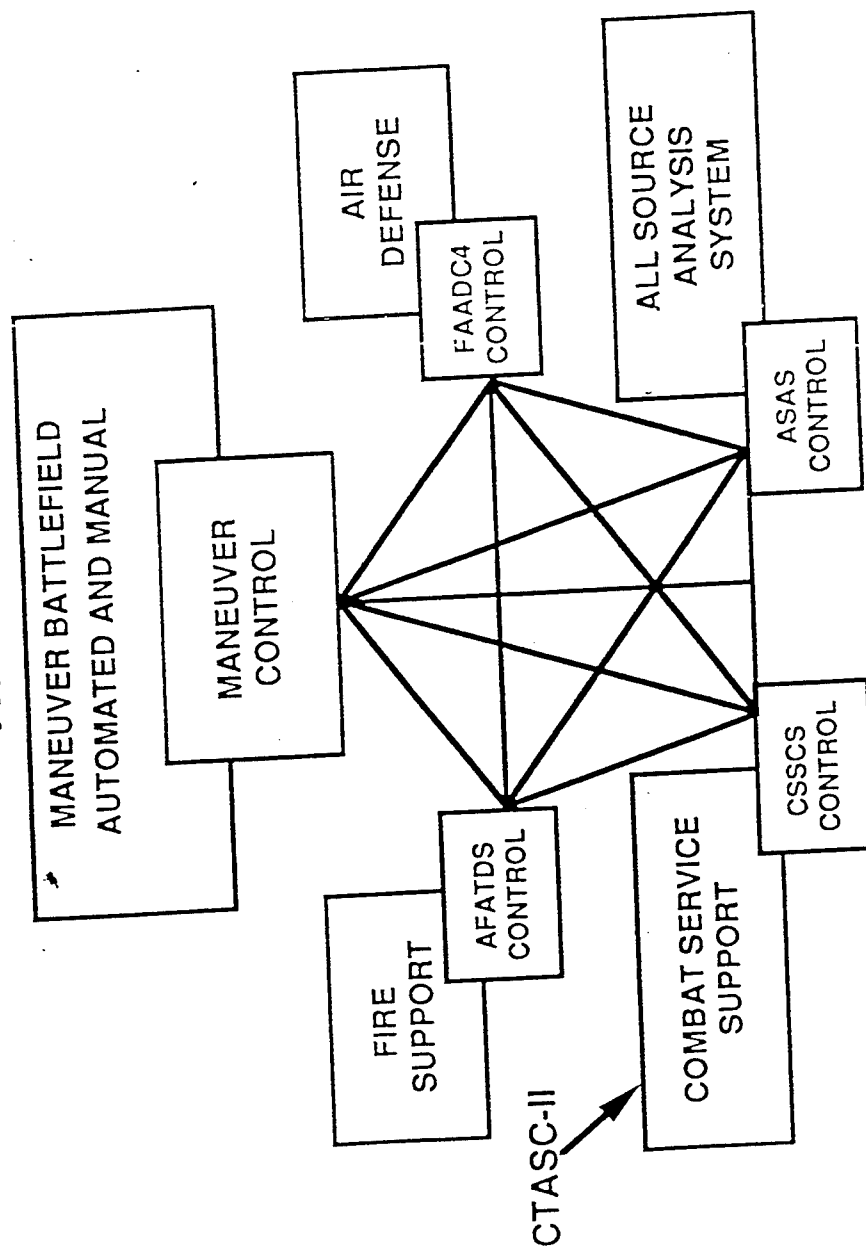 MANEUVER BATTLEFIELD
AUTOMATED AND MANUAL
MANEUVER
CONTROL
FIRE
SUPPORT
AFATDS
CONTROL
AIR
DEFENSE
FAADC4
CONTROL
CTASC-II
COMBAT SERVICE
SUPPORT
CSSCS
CONTROL
ALL SOURCE
ANALYSIS
SYSTEM
ASAS
CONTROL